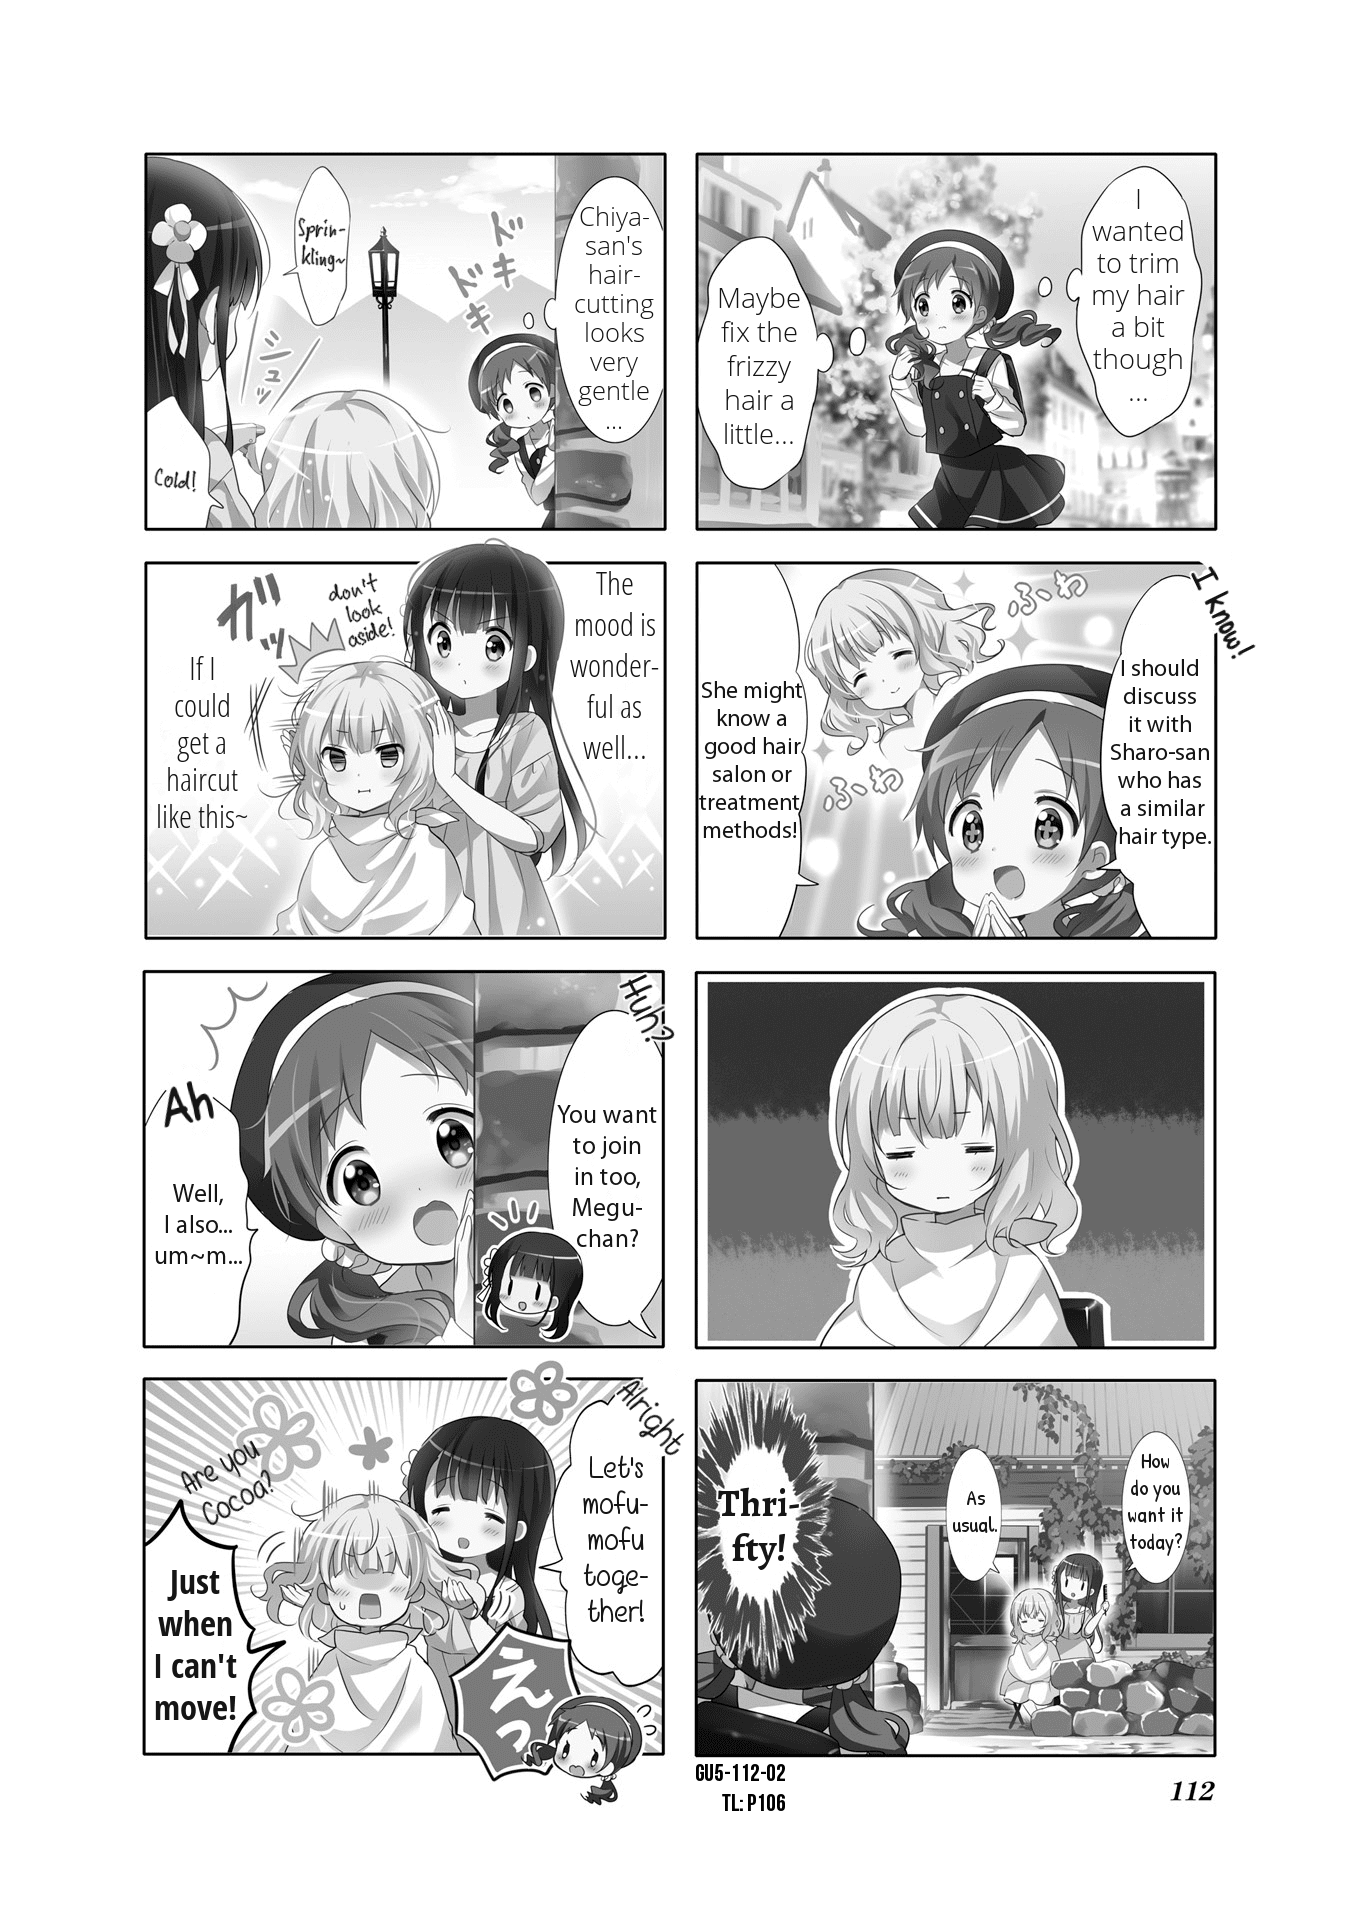 I
wanted
to trim
my hair
a bit
though
...
Maybe
fix the
frizzy
hair a
little...
I know!
I should
discuss
it with
Sharo-san
who has
a similar
hair type.
ふわ
ふわ
She might
know a
good hair
salon or
treatment
methods!
How
do you
want it
today?
As
usual.
Thri-
fty!
Chiya-
san's
hair-
cutting
looks
very
gentle
...
ドキ
ドキ
Sprin-
kling~
シュッ
Cold!
The
mood is
wonder-
ful as
well...
don't
look
aside!
ガッ
If I
could
get a
haircut
like this~
Huh?
You want
to join
in too,
Megu-
chan?
Ah
Well,
I also...
um~m...
Alright
Let's
mofu-
mofu
toge-
ther!
Are you
Cocoa?
Just
when
I can't
move!
えっ
GU5-112-02
TL: P106
112